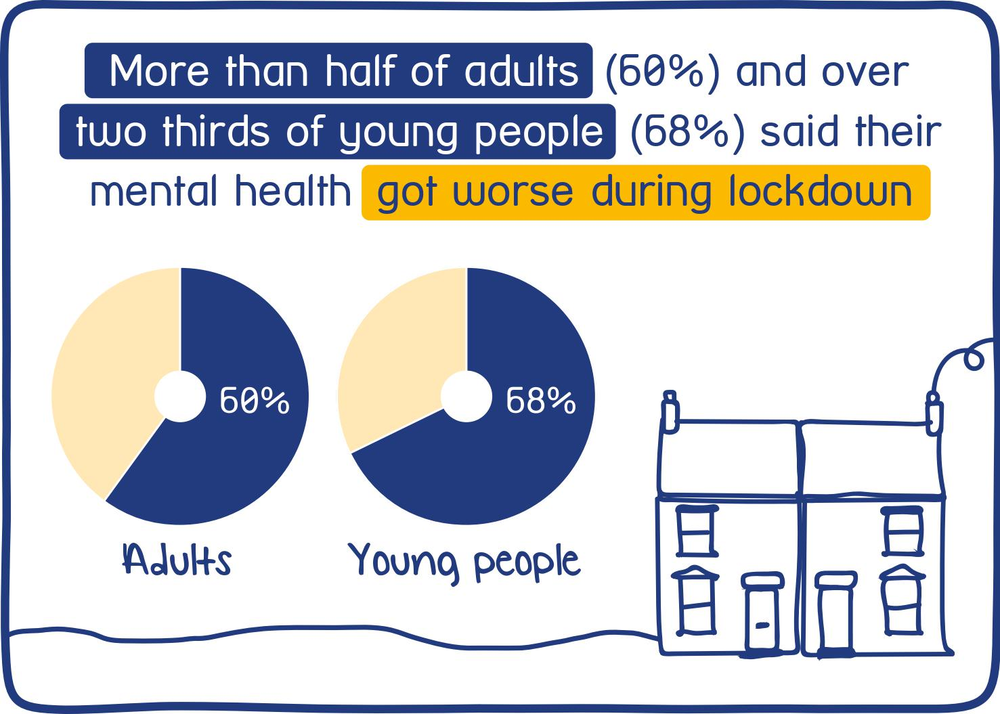 More than half of adults (60%) and over
two thirds of young people (68%) said their
mental health got worse during lockdown
60%
68%
Adults
Young people